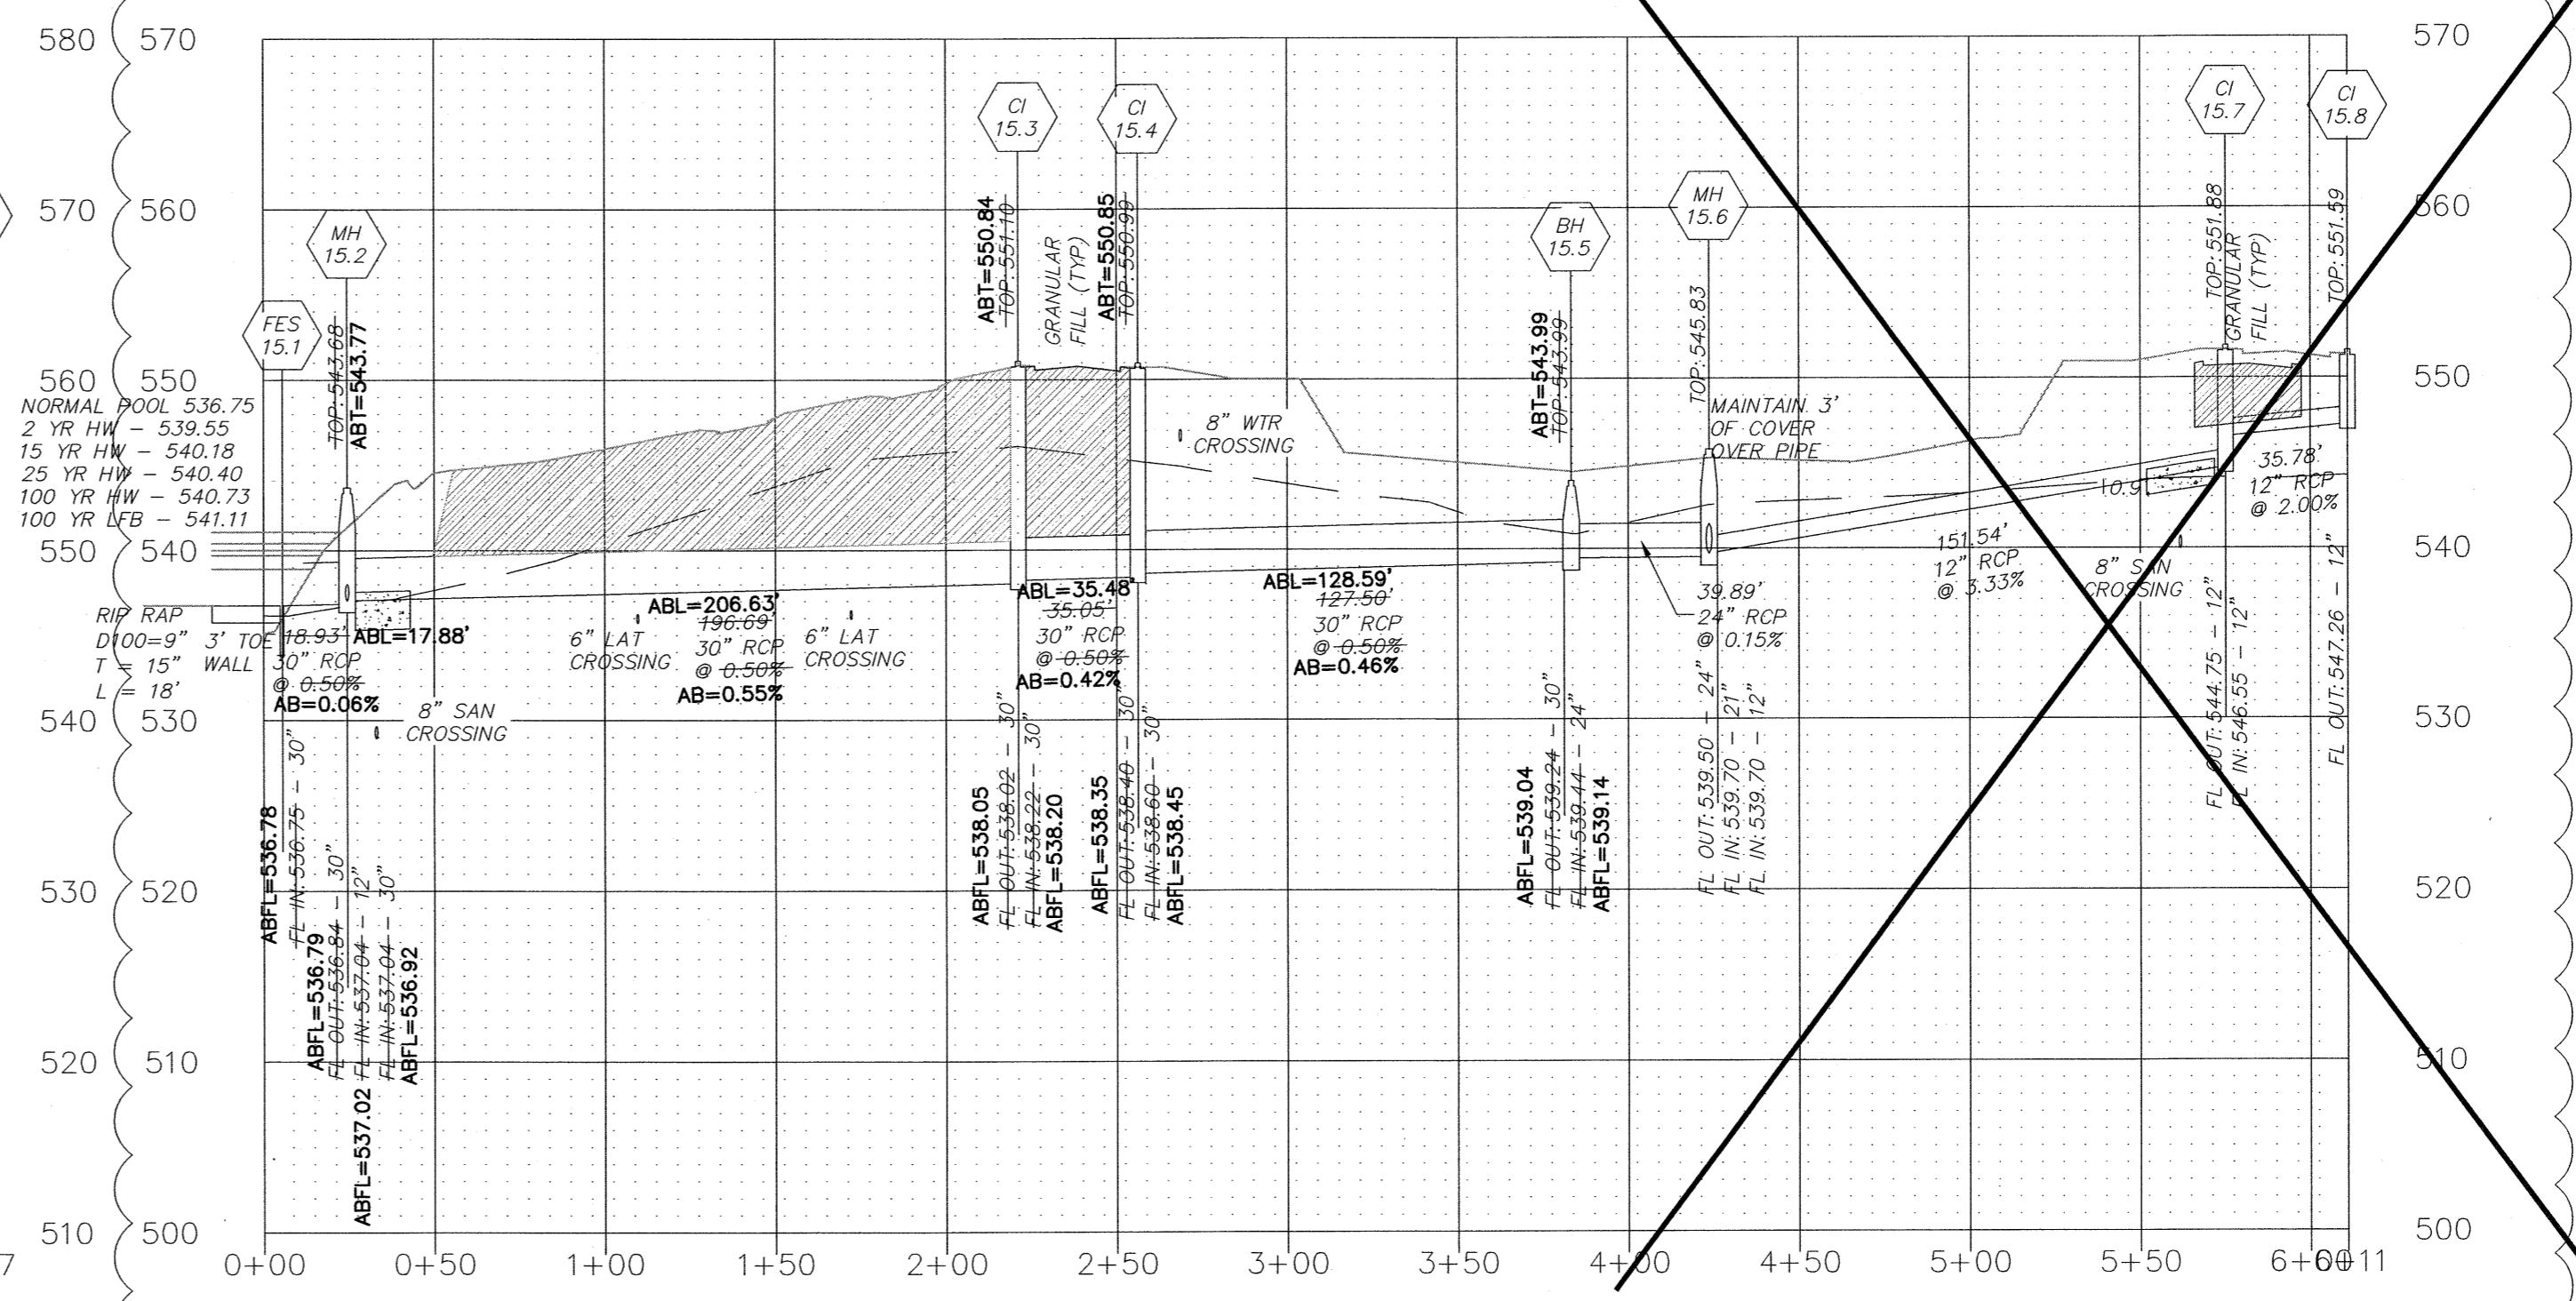 580
570
570
570
560
560
560
550
550
550
540
540
540
530
530
530
520
520
520
510
510
510
500
500
7
0+00
0+50
1+00
1+50
2+00
2+50
3+00
3+50
4+00
4+50
5+00
5+50
6+00
6+11
FES
15.1
MH
15.2
CI
15.3
CI
15.4
BH
15.5
MH
15.6
CI
15.7
CI
15.8
NORMAL POOL 536.75
2 YR HW – 539.55
15 YR HW – 540.18
25 YR HW – 540.40
100 YR HW – 540.73
100 YR LFB – 541.11
RIP RAP
D100=9" 3' TOE
T = 15" WALL
L = 18'
TOP:543.68
ABT=543.77
ABT=550.84
TOP:551.10
GRANULAR
FILL (TYP)
ABT=550.85
TOP:550.99
ABT=543.99
TOP:543.99
TOP:545.83
TOP:551.88
GRANULAR
FILL (TYP)
TOP:551.59
MAINTAIN 3'
OF COVER
OVER PIPE
8" WTR
CROSSING
18.93'
ABL=17.88'
30" RCP
@ 0.50%
AB=0.06%
8" SAN
CROSSING
6" LAT
CROSSING
ABL=206.63'
196.69'
30" RCP
@ 0.50%
AB=0.55%
6" LAT
CROSSING
ABL=35.48'
35.05'
30" RCP
@ 0.50%
AB=0.42%
ABL=128.59'
127.50'
30" RCP
@ 0.50%
AB=0.46%
39.89'
24" RCP
@ 0.15%
151.54'
12" RCP
@ 3.33%
8" SAN
CROSSING
35.78'
12" RCP
@ 2.00%
ABFL=536.78
FL IN:536.75 – 30"
ABFL=536.79
FL OUT:536.84 – 30"
ABFL=537.02
FL IN:537.04 – 12"
FL IN:537.04 – 30"
ABFL=536.92
ABFL=538.05
FL OUT:538.02 – 30"
FL IN:538.22 – 30"
ABFL=538.20
ABFL=538.35
FL OUT:538.40 – 30"
FL IN:538.60 – 30"
ABFL=538.45
ABFL=539.04
FL OUT:539.24 – 30"
FL IN:539.44 – 24"
ABFL=539.14
FL OUT:539.50 – 24"
FL IN:539.70 – 21"
FL IN:539.70 – 12"
FL OUT:544.75 – 12"
FL IN:546.55 – 12"
FL OUT:547.26 – 12"